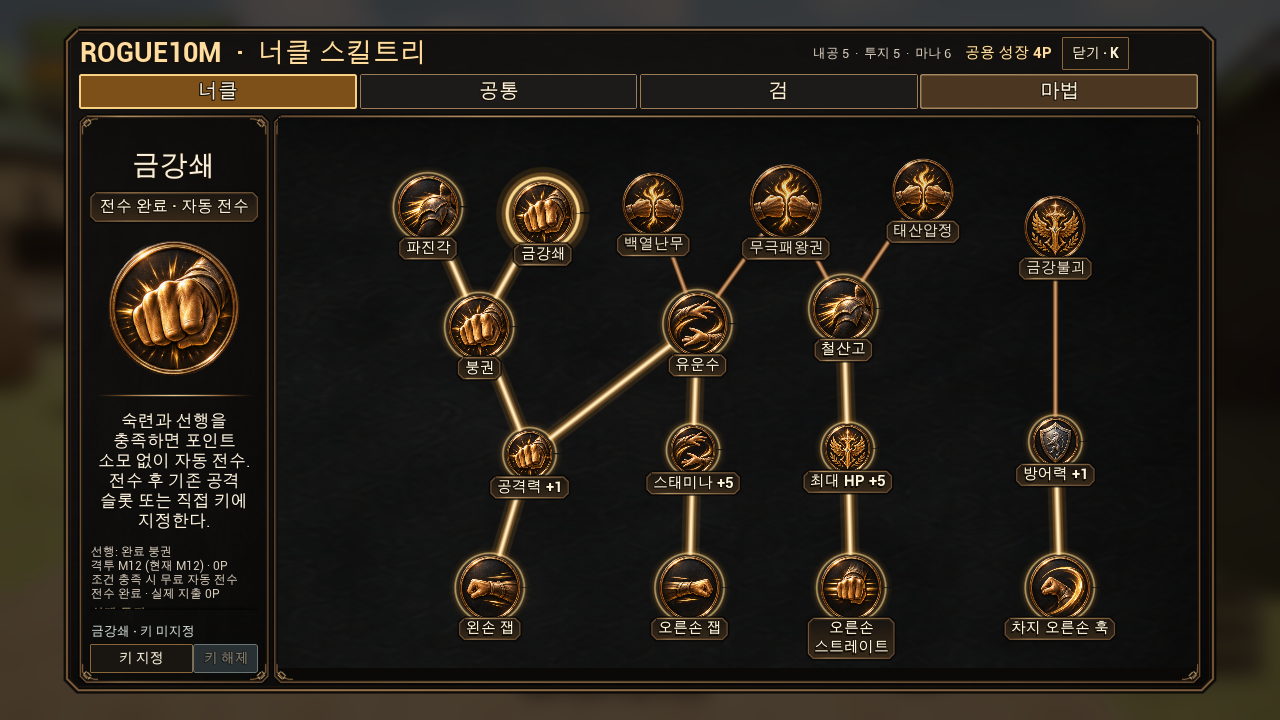 ROGUE10M · 너클 스킬트리
내공 5 · 투지 5 · 마나 6 공용 성장 4P 닫기 · K
너클 공통 검 마법
금강쇄
전수 완료 · 자동 전수
숙련과 선행을
충족하면 포인트
소모 없이 자동 전수.
전수 후 기존 공격
슬롯 또는 직접 키에
지정한다.
선행: 완료 붕권
격투 M12 (현재 M12) · 0P
조건 충족 시 무료 자동 전수
전수 완료 · 실제 지출 0P
금강쇄 · 키 미지정
키 지정 키 해제
파진각 금강쇄 백열난무 무극패왕권 태산압정
금강불괴
붕권 유운수 철산고
공격력 +1 스태미나 +5 최대 HP +5 방어력 +1
왼손 잽 오른손 잽 오른손
스트레이트
차지 오른손 훅